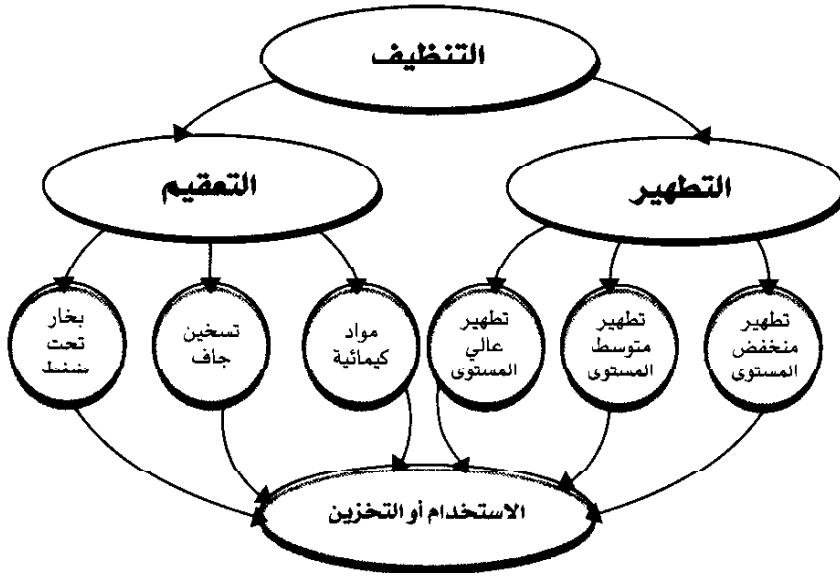 التنظيف
التطهير
التعقيم
تطهير
منخفض
المستوى
تطهير
متوسط
المستوى
تطهير
عالي
المستوى
مواد
كيمائية
تسخين
جاف
بخار
تحت
ضغط
الاستخدام أو التخزين